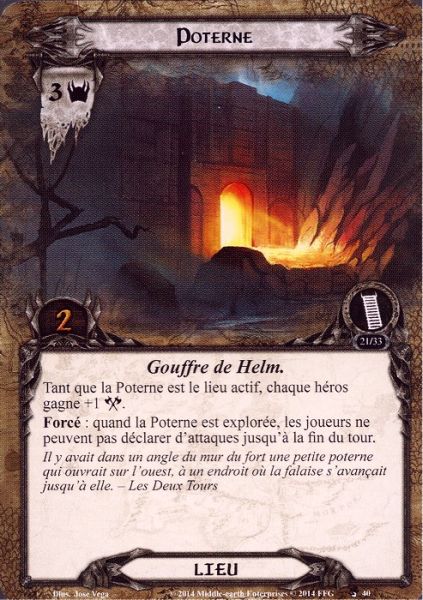 Poterne
3
2
21/33
Gouffre de Helm.
Tant que la Poterne est le lieu actif, chaque héros
gagne +1 .
Forcé : quand la Poterne est explorée, les joueurs ne
peuvent pas déclarer d'attaques jusqu'à la fin du tour.
Il y avait dans un angle du mur du fort une petite poterne
qui ouvrait sur l'ouest, à un endroit où la falaise s'avançait
jusqu'à elle. – Les Deux Tours
LIEU
Illus. Jose Vega © 2014 Middle-earth Enterprises © 2014 FFG 40